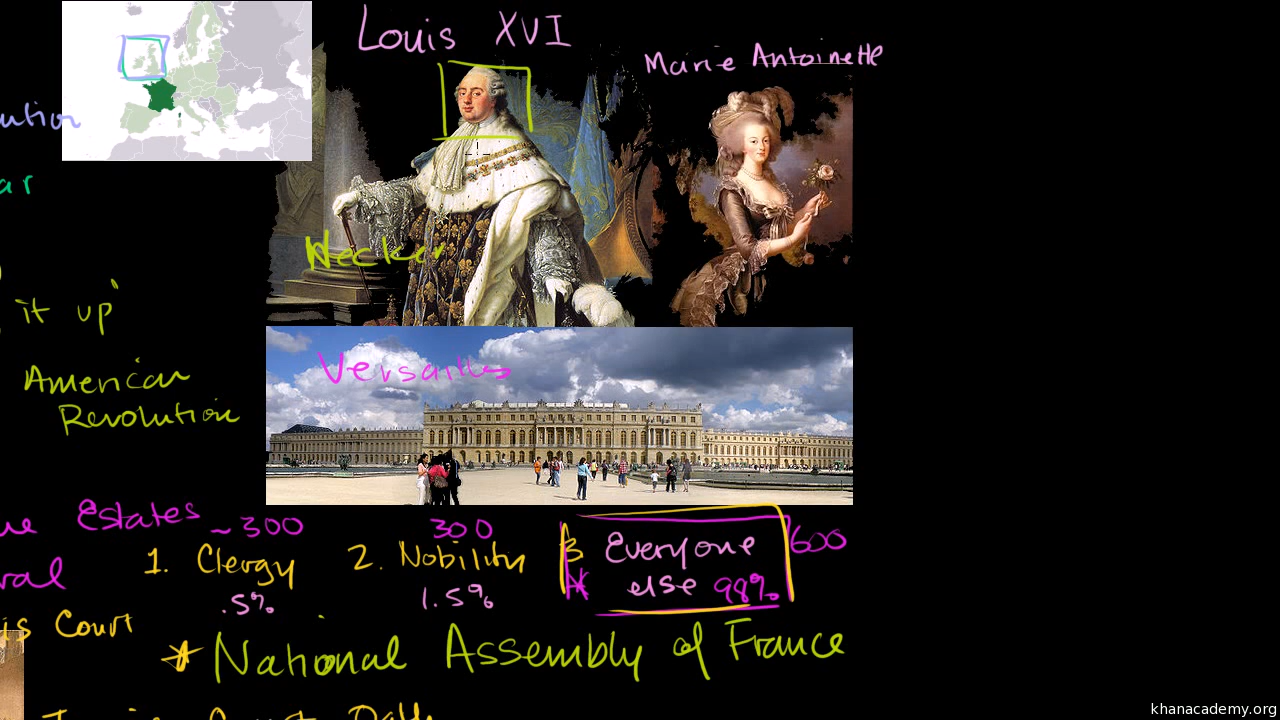 Louis XVI
Marie Antoinette
ution
ar
Necker
it up"
American
Revolution
Versailles
ue Estates ~300
300
600
ral
1. Clergy
2. Nobility
3 Everyone
else 98%
.5%
1.5%
is Court
* National Assembly of France
khanacademy.org